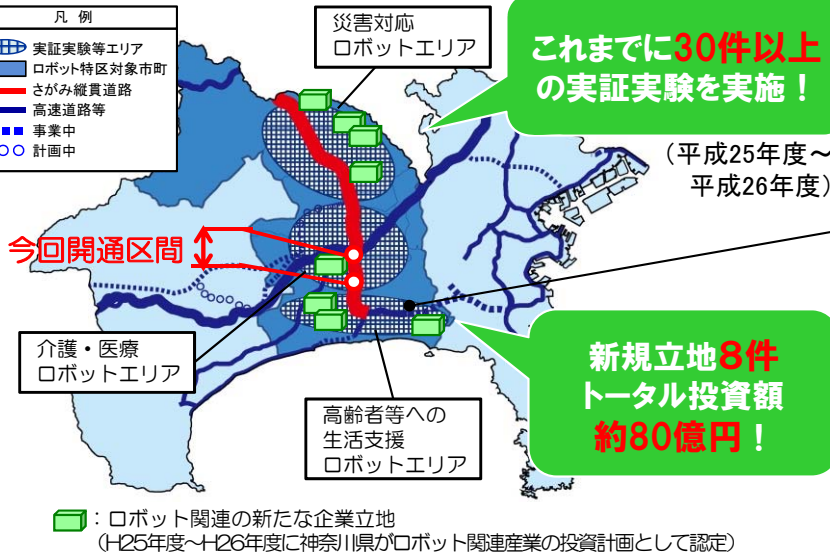 凡 例
実証実験等エリア
ロボット特区対象市町
さがみ縦貫道路
高速道路等
事業中
計画中
災害対応
ロボットエリア
これまでに30件以上
の実証実験を実施！
（平成25年度～
平成26年度）
今回開通区間
介護・医療
ロボットエリア
高齢者等への
生活支援
ロボットエリア
新規立地8件
トータル投資額
約80億円！
：ロボット関連の新たな企業立地
（H25年度～H26年度に神奈川県がロボット関連産業の投資計画として認定）